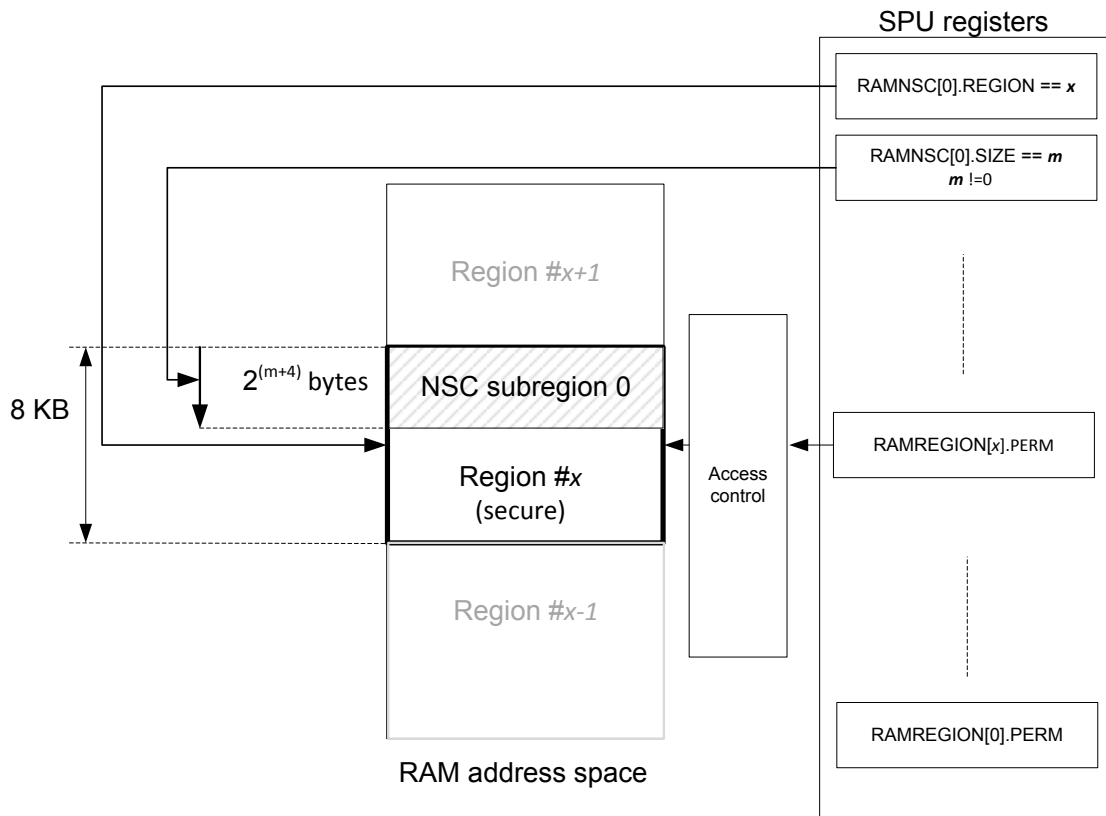 SPU registers
RAMNSC[0].REGION == x
RAMNSC[0].SIZE == m
m !=0
Region #x+1
8 KB
2^(m+4) bytes
NSC subregion 0
Region #x
(secure)
Access
control
RAMREGION[x].PERM
Region #x-1
RAMREGION[0].PERM
RAM address space